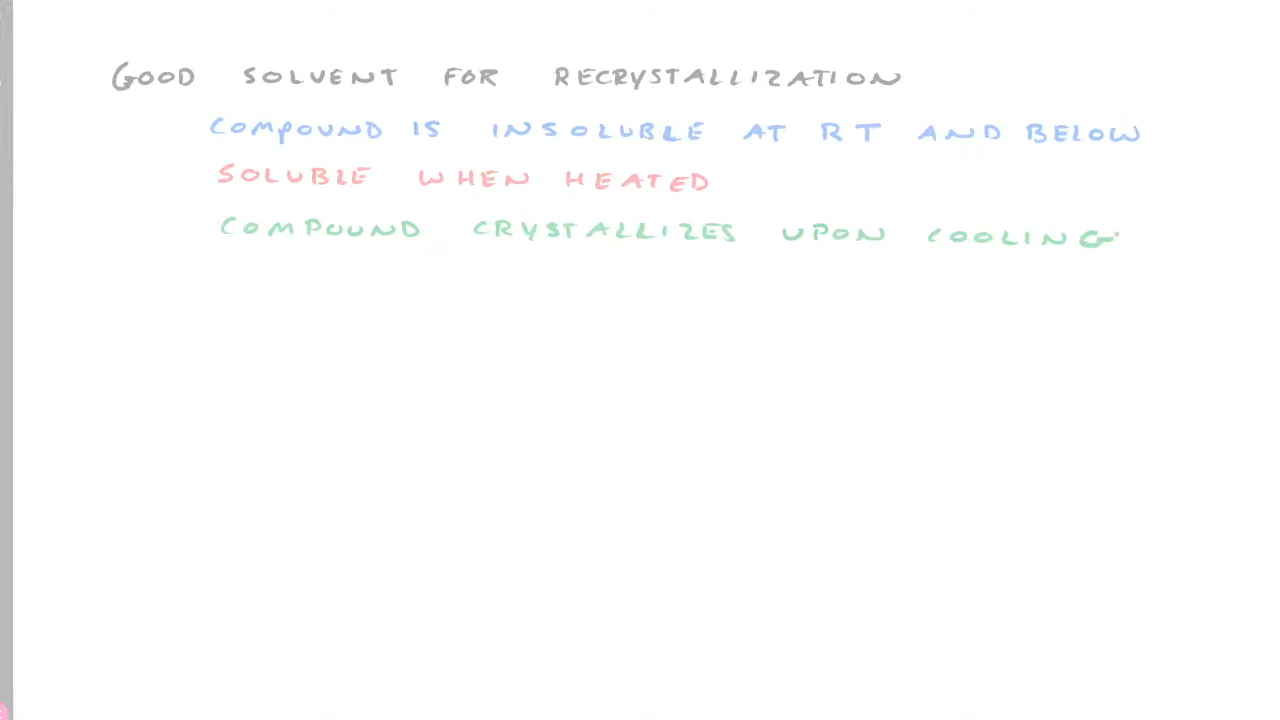 GOOD SOLVENT FOR RECRYSTALLIZATION
COMPOUND IS INSOLUBLE AT RT AND BELOW
SOLUBLE WHEN HEATED
COMPOUND CRYSTALLIZES UPON COOLING